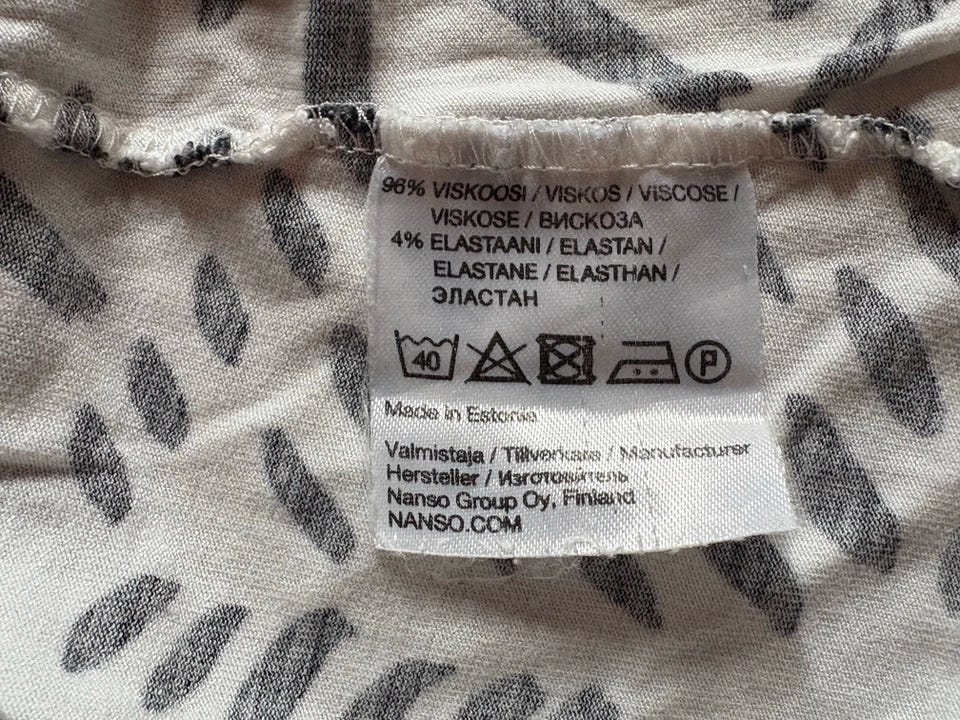 96% VISKOOSI / VISKOS / VISCOSE /
VISKOSE / ВИСКОЗА
4% ELASTAANI / ELASTAN /
ELASTANE / ELASTHAN /
ЭЛАСТАН
40 P
Made in Estonia
Valmistaja / Tillverkare / Manufacturer
Hersteller / Изготовитель
Nanso Group Oy, Finland
NANSO.COM